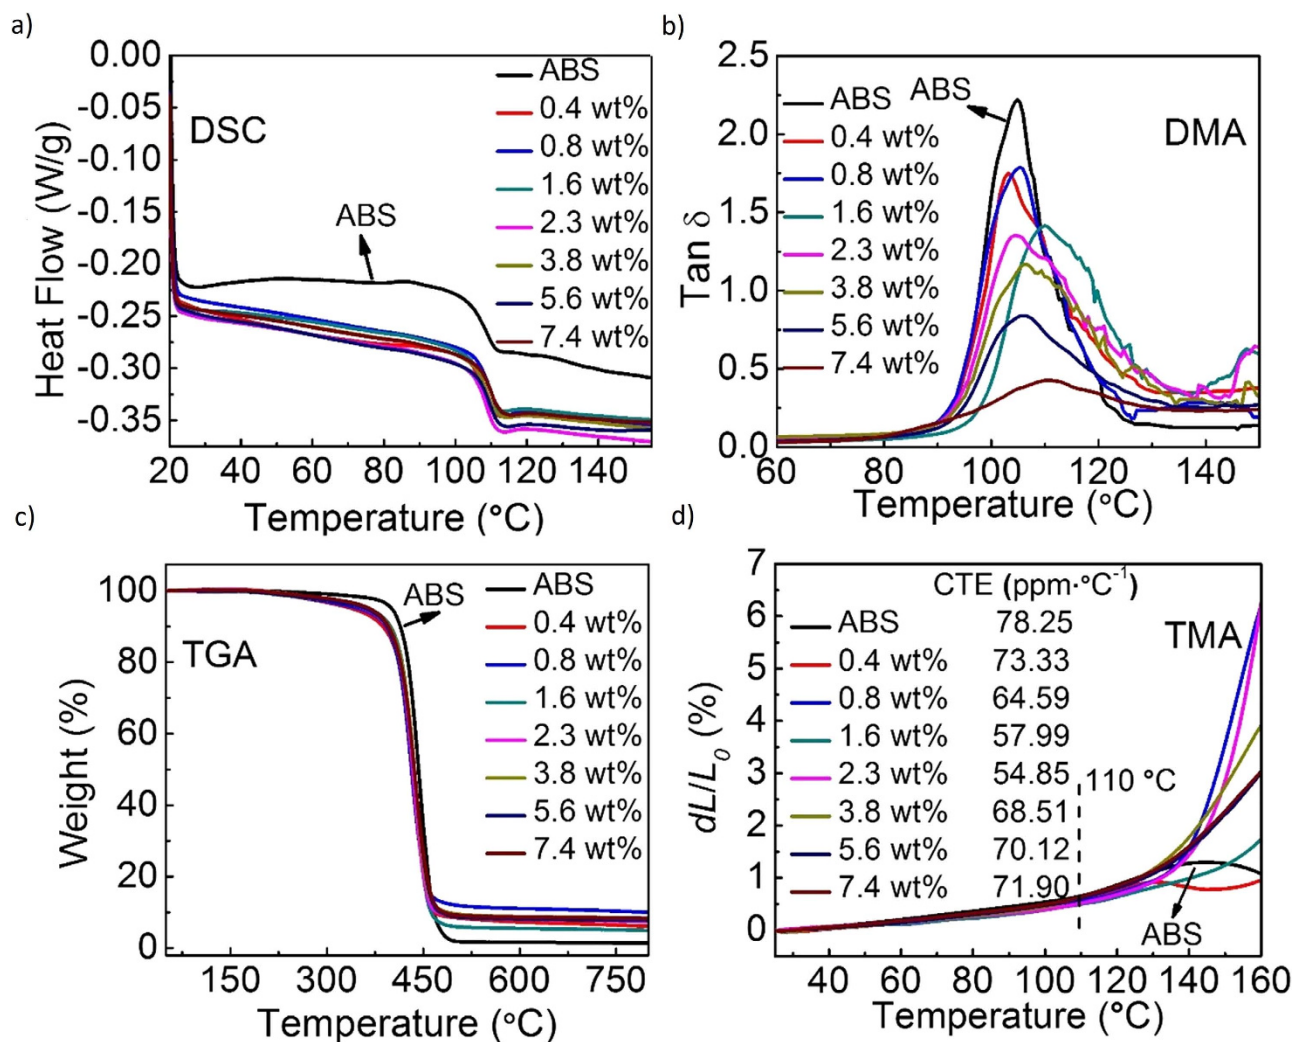 a)
0.00
-0.05
-0.10
-0.15
-0.20
-0.25
-0.30
-0.35
Heat Flow (W/g)
DSC
ABS
ABS
0.4 wt%
0.8 wt%
1.6 wt%
2.3 wt%
3.8 wt%
5.6 wt%
7.4 wt%
20 40 60 80 100 120 140
Temperature (°C)
b)
2.5
2.0
1.5
1.0
0.5
0.0
Tan δ
ABS
0.4 wt%
0.8 wt%
1.6 wt%
2.3 wt%
3.8 wt%
5.6 wt%
7.4 wt%
ABS
DMA
60 80 100 120 140
Temperature (°C)
c)
100
80
60
40
20
0
Weight (%)
TGA
ABS
ABS
0.4 wt%
0.8 wt%
1.6 wt%
2.3 wt%
3.8 wt%
5.6 wt%
7.4 wt%
150 300 450 600 750
Temperature (°C)
d)
7
6
5
4
3
2
1
0
dL/L0 (%)
CTE (ppm·°C-1)
ABS 78.25
0.4 wt% 73.33
0.8 wt% 64.59
1.6 wt% 57.99
2.3 wt% 54.85
3.8 wt% 68.51
5.6 wt% 70.12
7.4 wt% 71.90
TMA
110 °C
ABS
40 60 80 100 120 140 160
Temperature (°C)